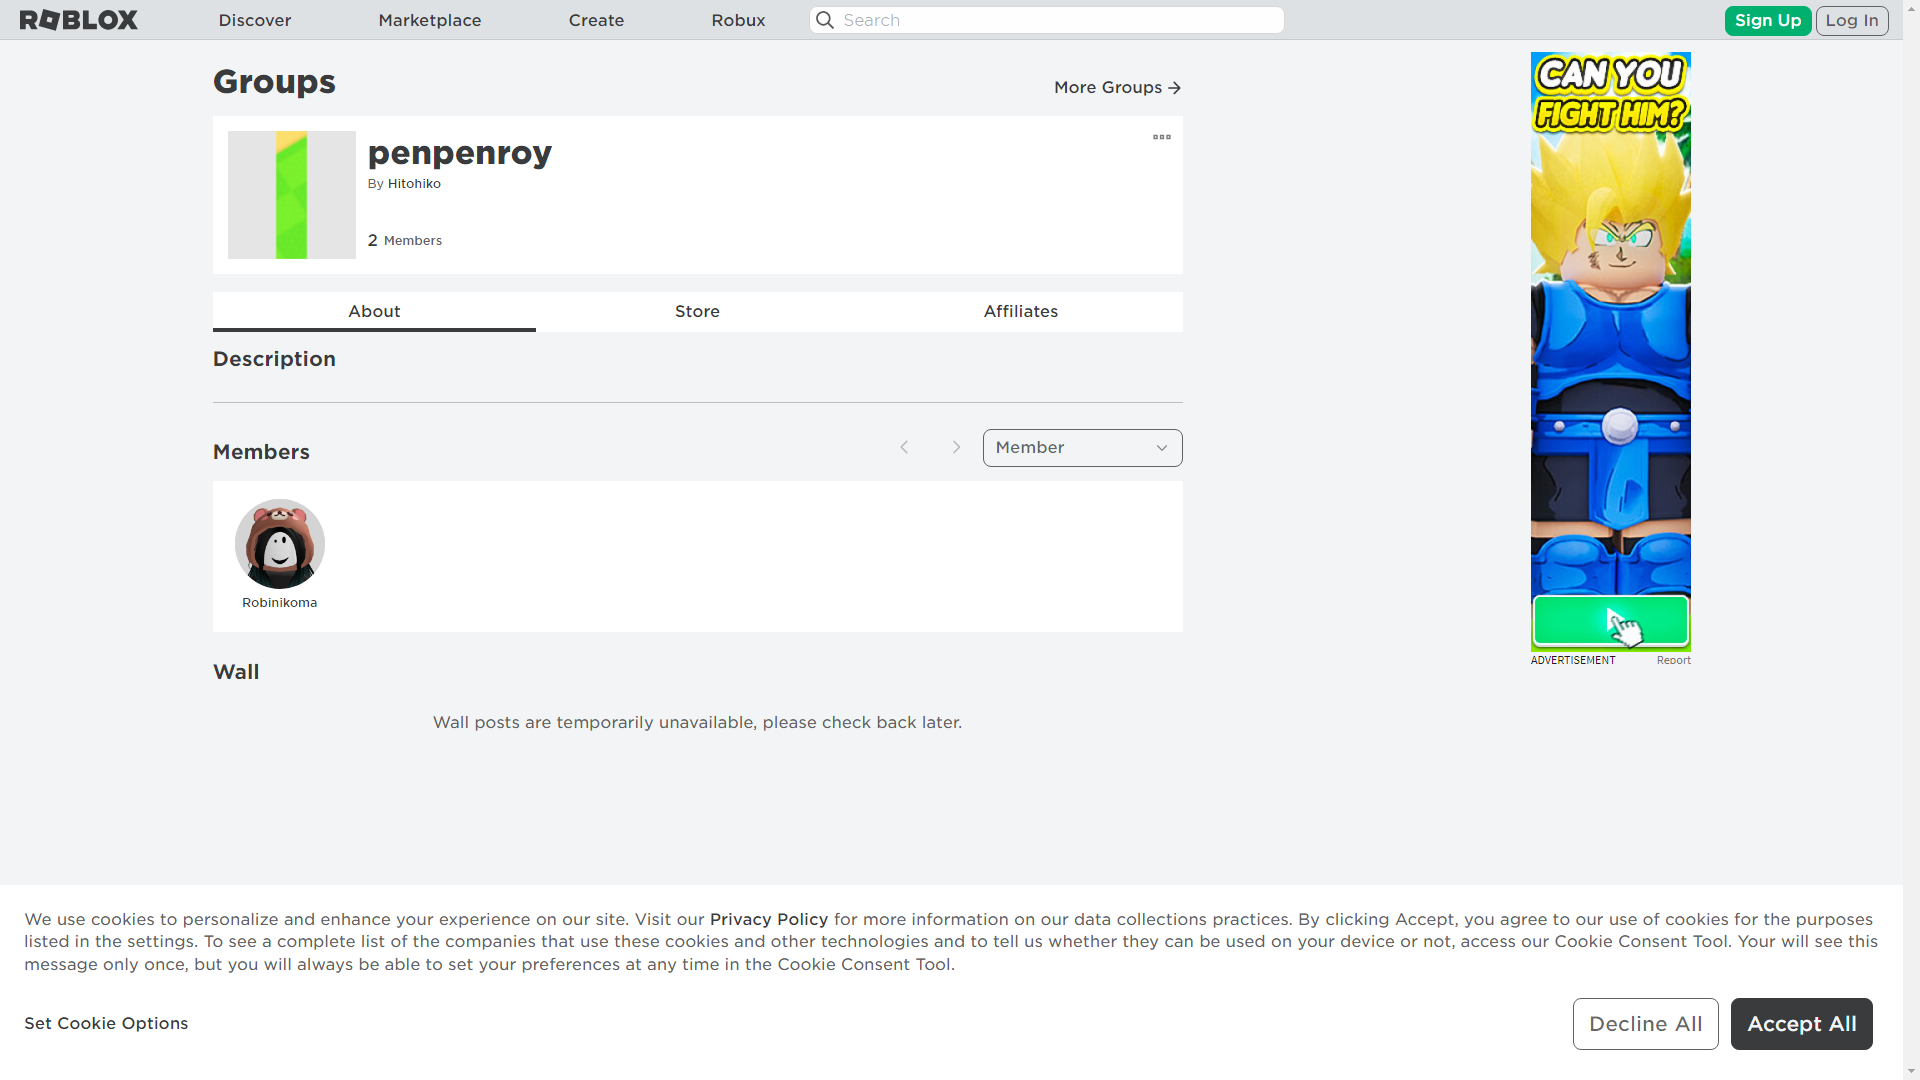 ROBLOX
Discover
Marketplace
Create
Robux
Search
Sign Up
Log In
Groups
More Groups
penpenroy
By Hitohiko
2 Members
About
Store
Affiliates
Description
Members
Member
Robinikoma
Wall
Wall posts are temporarily unavailable, please check back later.
CAN YOU
FIGHT HIM?
ADVERTISEMENT
Report
We use cookies to personalize and enhance your experience on our site. Visit our Privacy Policy for more information on our data collections practices. By clicking Accept, you agree to our use of cookies for the purposes
listed in the settings. To see a complete list of the companies that use these cookies and other technologies and to tell us whether they can be used on your device or not, access our Cookie Consent Tool. Your will see this
message only once, but you will always be able to set your preferences at any time in the Cookie Consent Tool.
Set Cookie Options
Decline All
Accept All